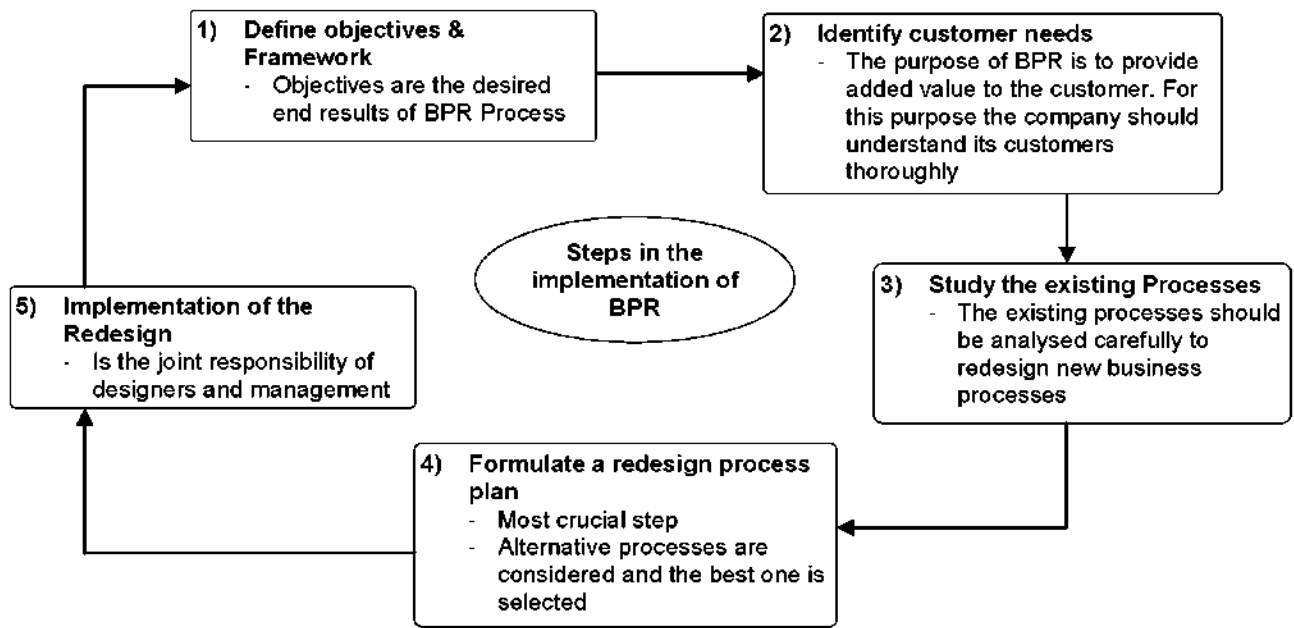 1) Define objectives &
Framework
- Objectives are the desired
end results of BPR Process
2) Identify customer needs
- The purpose of BPR is to provide
added value to the customer. For
this purpose the company should
understand its customers
thoroughly
Steps in the
implementation of
BPR
3) Study the existing Processes
- The existing processes should
be analysed carefully to
redesign new business
processes
4) Formulate a redesign process
plan
- Most crucial step
- Alternative processes are
considered and the best one is
selected
5) Implementation of the
Redesign
- Is the joint responsibility of
designers and management